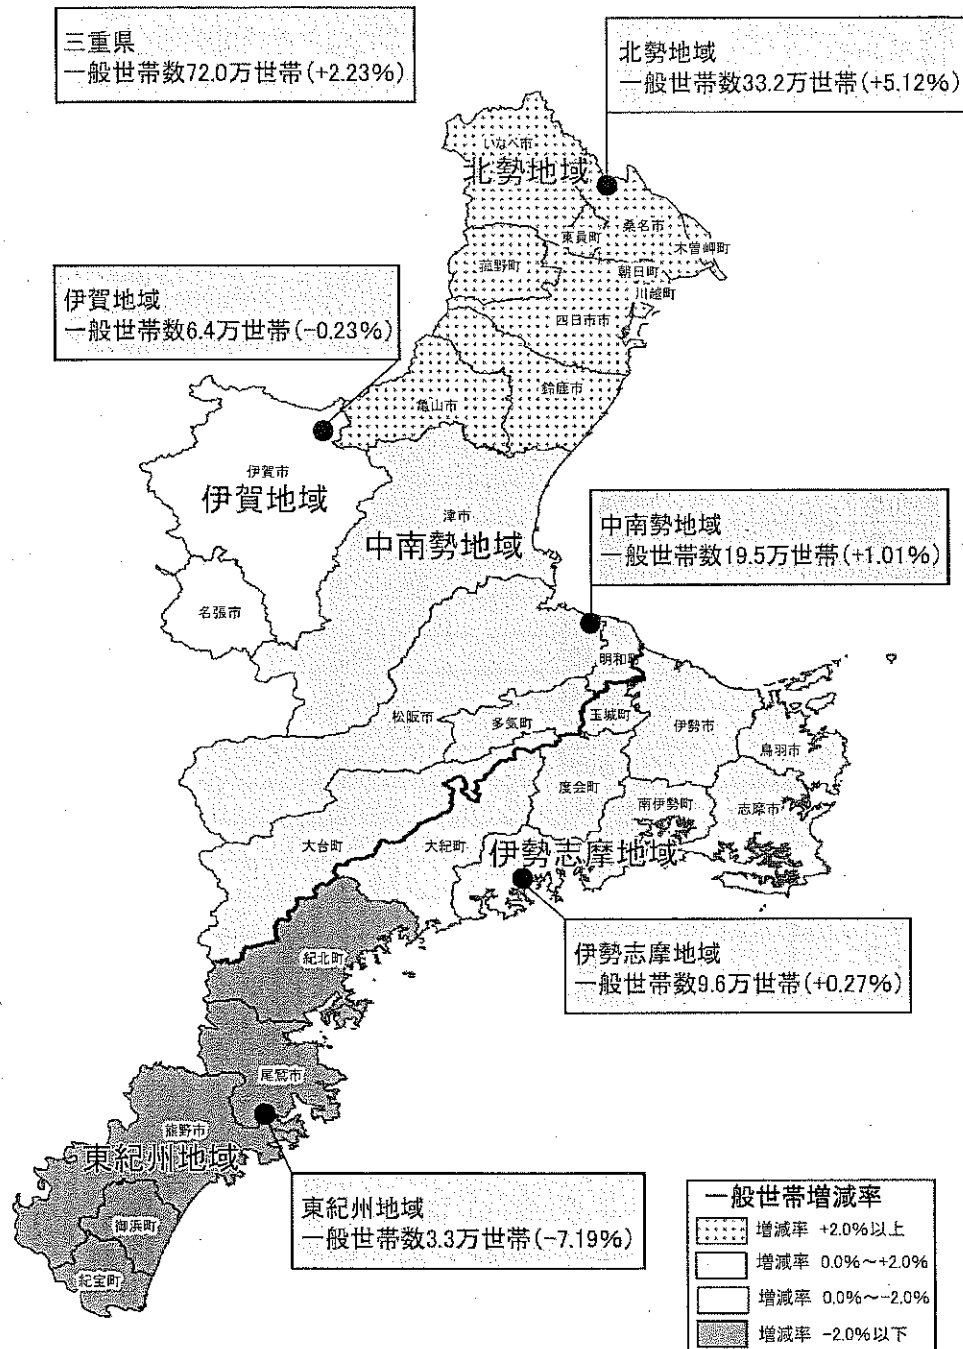 三重県
一般世帯数72.0万世帯(+2.23%)
北勢地域
一般世帯数33.2万世帯(+5.12%)
いなべ市
北勢地域
桑名市
東員町
木曽岬町
菰野町
朝日町
川越町
四日市市
伊賀地域
一般世帯数6.4万世帯(-0.23%)
鈴鹿市
亀山市
伊賀市
伊賀地域
津市
中南勢地域
中南勢地域
一般世帯数19.5万世帯(+1.01%)
名張市
明和町
松阪市
多気町
玉城町
伊勢市
鳥羽市
度会町
南伊勢町
志摩市
大台町
大紀町
伊勢志摩地域
紀北町
伊勢志摩地域
一般世帯数9.6万世帯(+0.27%)
尾鷲市
熊野市
東紀州地域
御浜町
紀宝町
東紀州地域
一般世帯数3.3万世帯(-7.19%)
一般世帯増減率
増減率 +2.0%以上
増減率 0.0%~+2.0%
増減率 0.0%~-2.0%
増減率 -2.0%以下